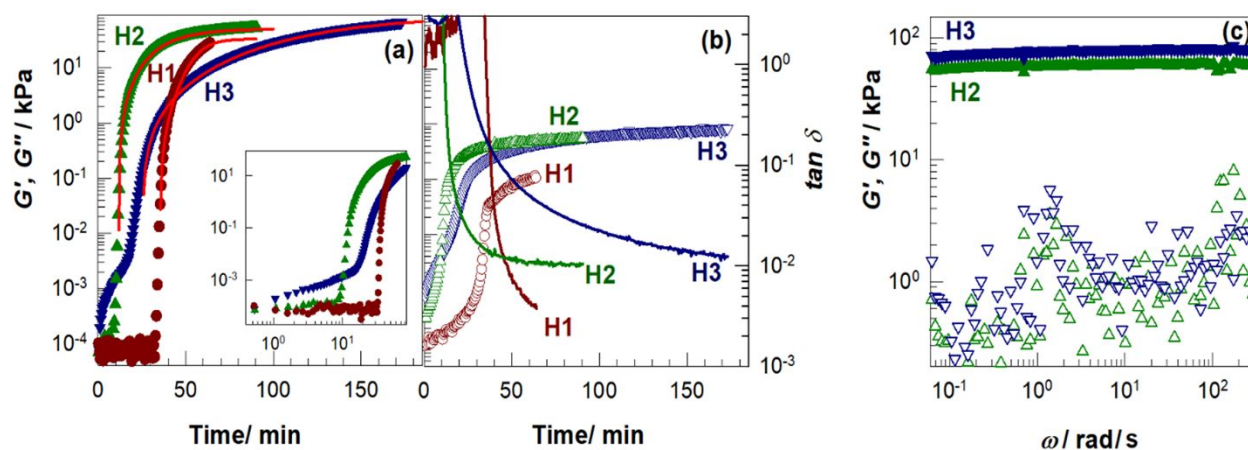 (a)
H2
H1
H3
G′, G″ / kPa
10¹
10⁰
10⁻¹
10⁻²
10⁻³
10⁻⁴
0 50 100 150
Time/ min
10¹
10⁻¹
10⁻³
10⁰ 10¹
(b)
H2
H3
H1
H2
H3
H1
10⁰
10⁻¹
10⁻²
10⁻³
tan δ
0 50 100 150
Time/ min
(c)
H3
H2
G′, G″ / kPa
10²
10¹
10⁰
10⁻¹ 10⁰ 10¹ 10²
ω / rad/ s